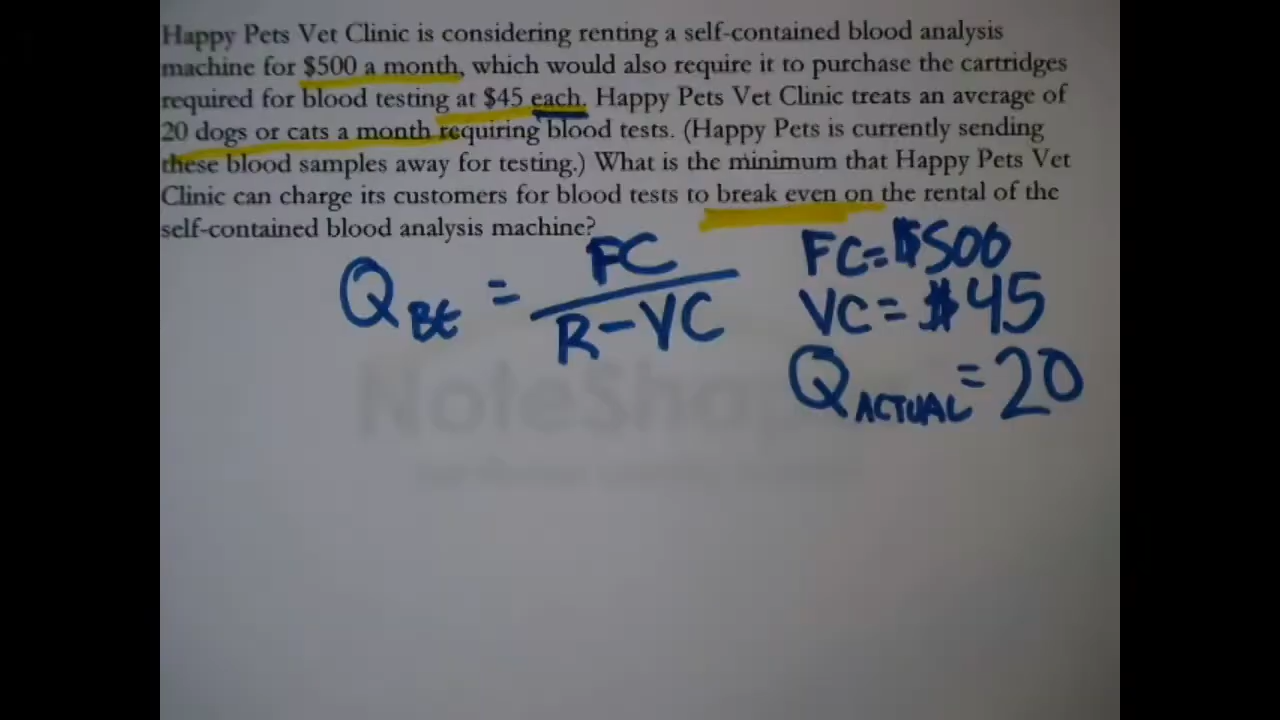 Happy Pets Vet Clinic is considering renting a self-contained blood analysis
machine for $500 a month, which would also require it to purchase the cartridges
required for blood testing at $45 each. Happy Pets Vet Clinic treats an average of
20 dogs or cats a month requiring blood tests. (Happy Pets is currently sending
these blood samples away for testing.) What is the minimum that Happy Pets Vet
Clinic can charge its customers for blood tests to break even on the rental of the
self-contained blood analysis machine?
Q BE = FC / R - VC
FC = $500
VC = $45
Q ACTUAL = 20